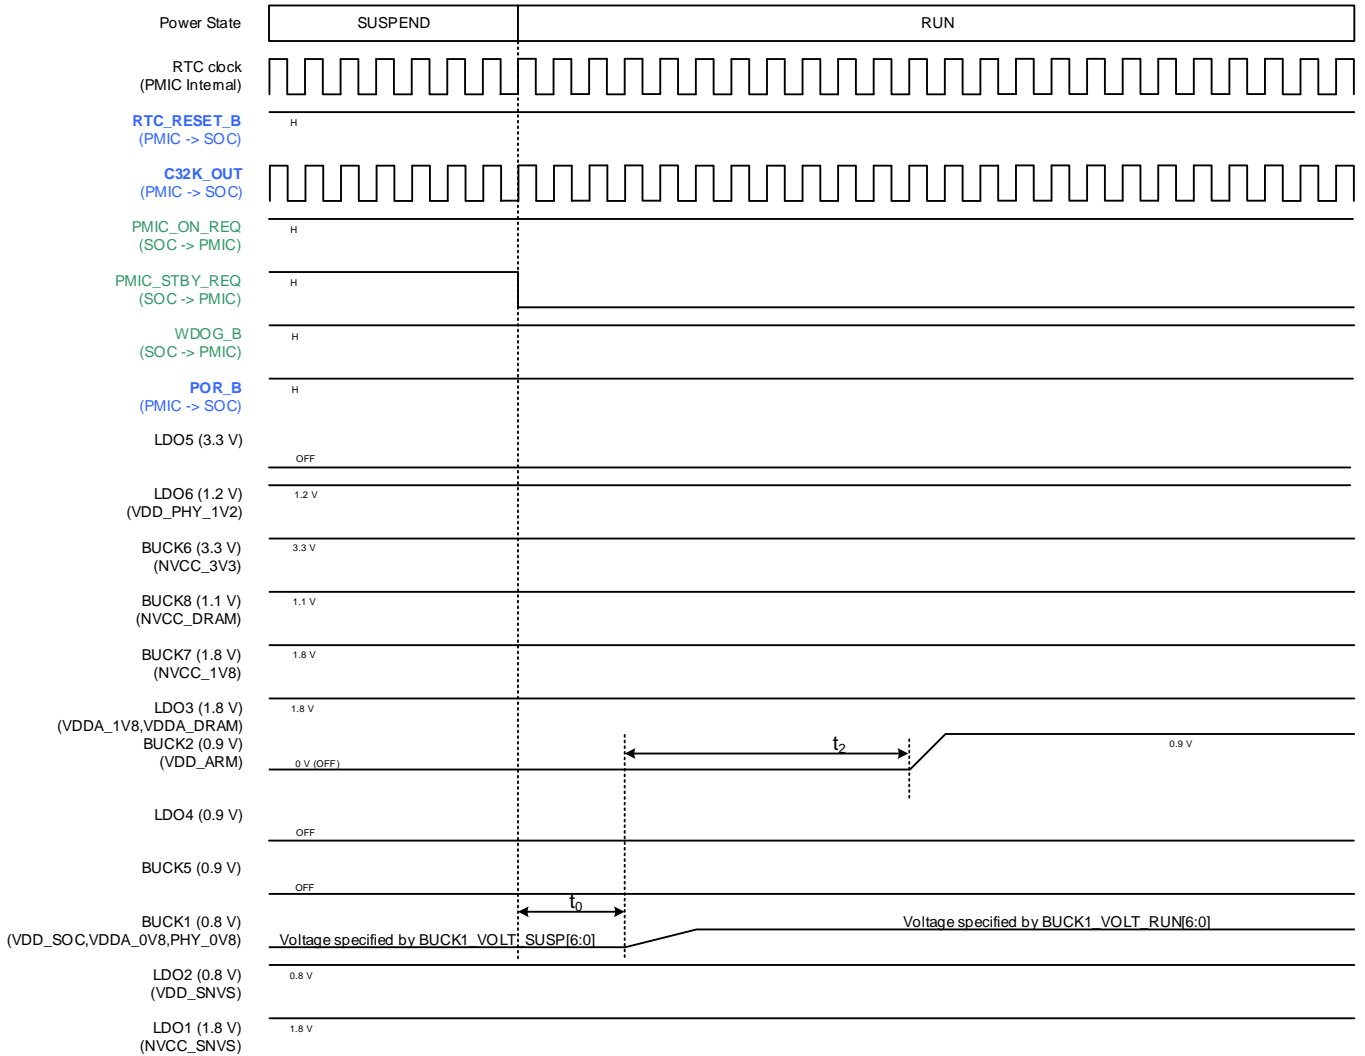 Power State SUSPEND RUN
RTC clock
(PMIC Internal)
RTC_RESET_B
H
(PMIC -> SOC)
C32K_OUT
(PMIC -> SOC)
PMIC_ON_REQ
H
(SOC -> PMIC)
PMIC_STBY_REQ
H
(SOC -> PMIC)
WDOG_B
H
(SOC -> PMIC)
POR_B
H
(PMIC -> SOC)
LDO5 (3.3 V)
OFF
LDO6 (1.2 V)
1.2 V
(VDD_PHY_1V2)
BUCK6 (3.3 V)
3.3 V
(NVCC_3V3)
BUCK8 (1.1 V)
1.1 V
(NVCC_DRAM)
BUCK7 (1.8 V)
1.8 V
(NVCC_1V8)
LDO3 (1.8 V)
1.8 V
(VDDA_1V8,VDDA_DRAM)
BUCK2 (0.9 V)
t2
0.9 V
(VDD_ARM)
0 V (OFF)
LDO4 (0.9 V)
OFF
BUCK5 (0.9 V)
OFF
t0
BUCK1 (0.8 V)
Voltage specified by BUCK1_VOLT_RUN[6:0]
(VDD_SOC,VDDA_0V8,PHY_0V8)
Voltage specified by BUCK1_VOLT_SUSP[6:0]
LDO2 (0.8 V)
0.8 V
(VDD_SNVS)
LDO1 (1.8 V)
1.8 V
(NVCC_SNVS)